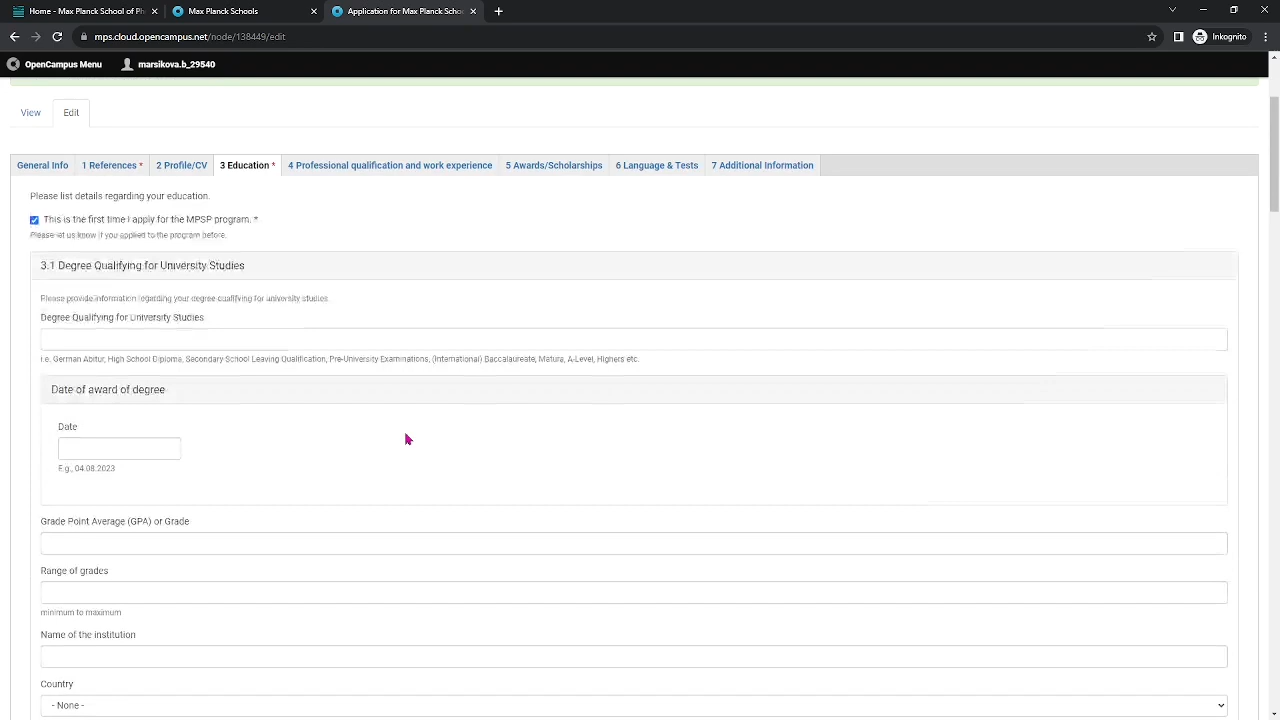 Home - Max Planck School of Ph
Max Planck Schools
Application for Max Planck Scho
mps.cloud.opencampus.net/node/138449/edit
Inkognito
OpenCampus Menu
marsikova.b_29540
View
Edit
General Info
1 References *
2 Profile/CV
3 Education *
4 Professional qualification and work experience
5 Awards/Scholarships
6 Language & Tests
7 Additional Information
Please list details regarding your education.
This is the first time I apply for the MPSP program. *
Please let us know if you applied to the program before.
3.1 Degree Qualifying for University Studies
Please provide information regarding your degree qualifying for university studies.
Degree Qualifying for University Studies
i.e. German Abitur, High School Diploma, Secondary School Leaving Qualification, Pre-University Examinations, (International) Baccalaureate, Matura, A-Level, Highers etc.
Date of award of degree
Date
E.g., 04.08.2023
Grade Point Average (GPA) or Grade
Range of grades
minimum to maximum
Name of the institution
Country
- None -